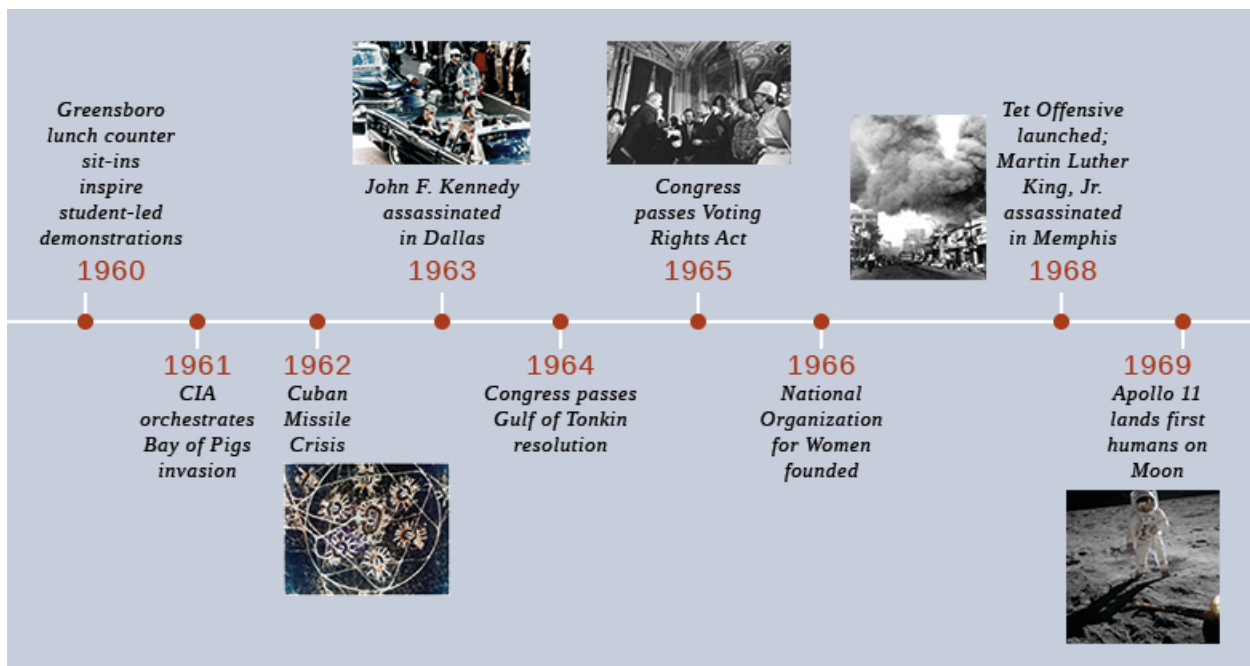 Greensboro
lunch counter
sit-ins
inspire
student-led
demonstrations
1960
1961
CIA
orchestrates
Bay of Pigs
invasion
1962
Cuban
Missile
Crisis
John F. Kennedy
assassinated
in Dallas
1963
1964
Congress passes
Gulf of Tonkin
resolution
Congress
passes Voting
Rights Act
1965
1966
National
Organization
for Women
founded
Tet Offensive
launched;
Martin Luther
King, Jr.
assassinated
in Memphis
1968
1969
Apollo 11
lands first
humans on
Moon